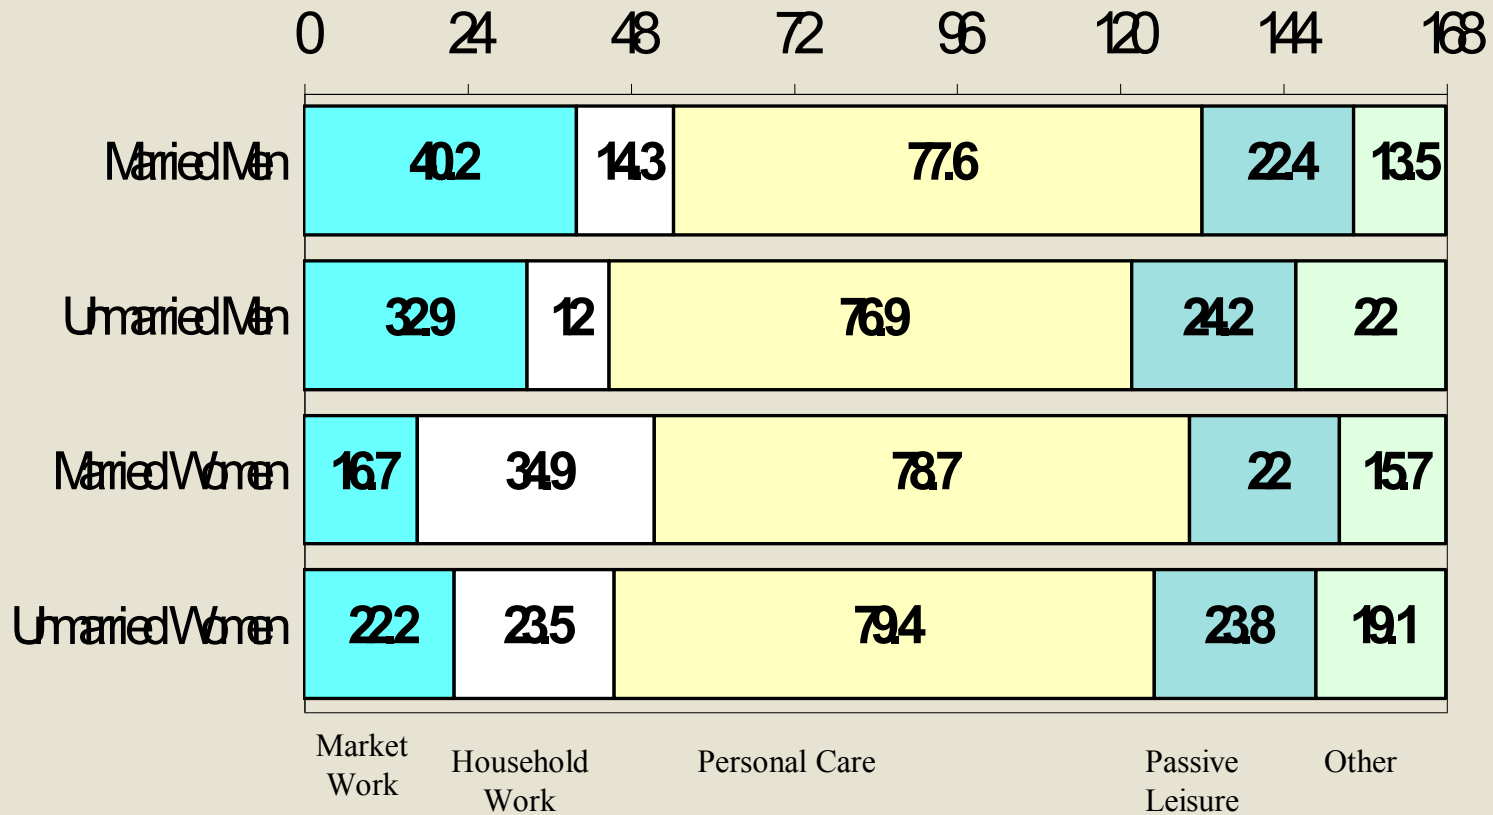 0 24 48 72 96 120 144 168
Married Men 40.2 14.3 77.6 22.4 13.5
Unmarried Men 32.9 12 76.9 24.2 22
Married Women 16.7 34.9 78.7 22 15.7
Unmarried Women 22.2 23.5 79.4 23.8 19.1
Market
Work
Household
Work
Personal Care
Passive
Leisure
Other